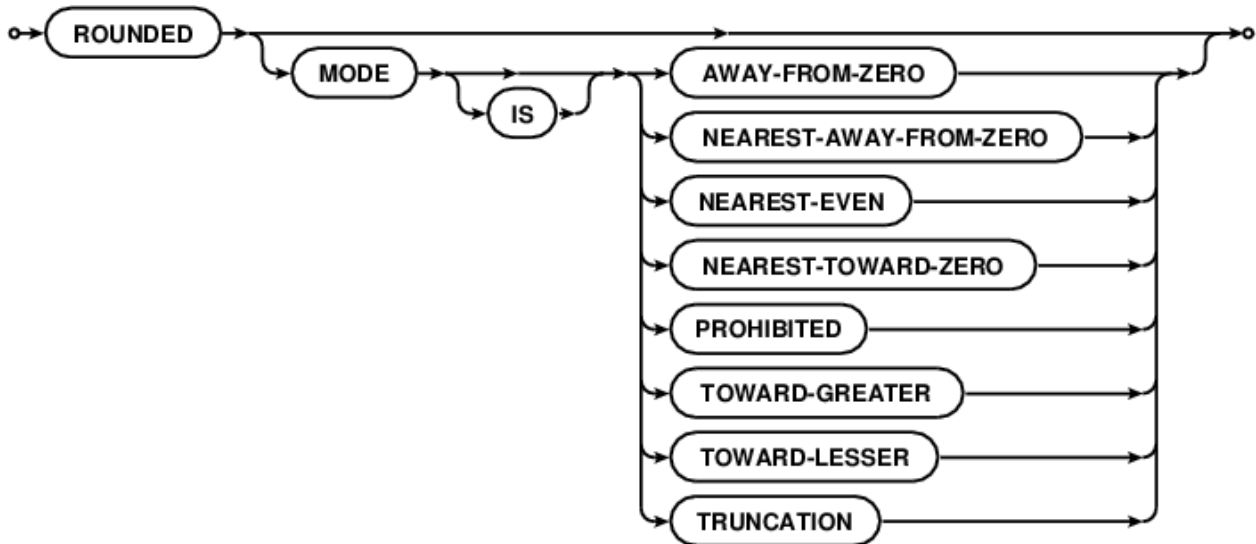 ROUNDED
MODE
AWAY-FROM-ZERO
IS
NEAREST-AWAY-FROM-ZERO
NEAREST-EVEN
NEAREST-TOWARD-ZERO
PROHIBITED
TOWARD-GREATER
TOWARD-LESSER
TRUNCATION